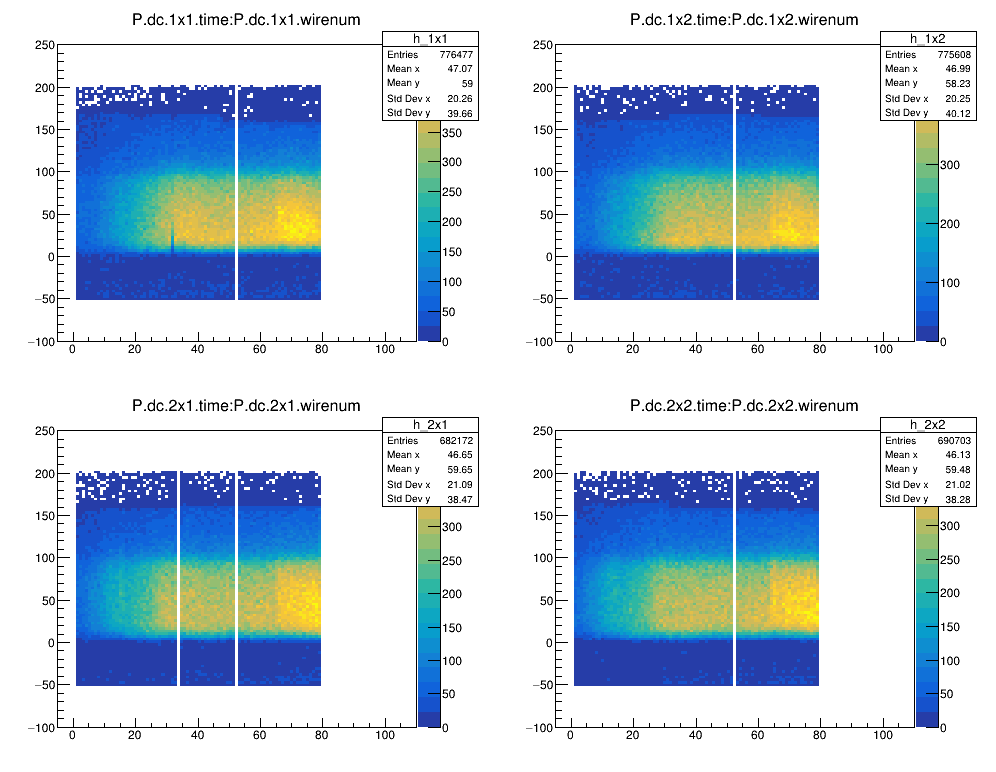 P.dc.1x1.time:P.dc.1x1.wirenum
h_1x1
Entries 776477
Mean x 47.07
Mean y 59
Std Dev x 20.26
Std Dev y 39.66
250
200
150
100
50
0
−50
−100
0 20 40 60 80 100
350
300
250
200
150
100
50
0
P.dc.1x2.time:P.dc.1x2.wirenum
h_1x2
Entries 775608
Mean x 46.99
Mean y 58.23
Std Dev x 20.25
Std Dev y 40.12
250
200
150
100
50
0
−50
−100
0 20 40 60 80 100
300
200
100
0
P.dc.2x1.time:P.dc.2x1.wirenum
h_2x1
Entries 682172
Mean x 46.65
Mean y 59.65
Std Dev x 21.09
Std Dev y 38.47
250
200
150
100
50
0
−50
−100
0 20 40 60 80 100
300
250
200
150
100
50
0
P.dc.2x2.time:P.dc.2x2.wirenum
h_2x2
Entries 690703
Mean x 46.13
Mean y 59.48
Std Dev x 21.02
Std Dev y 38.28
250
200
150
100
50
0
−50
−100
0 20 40 60 80 100
300
250
200
150
100
50
0